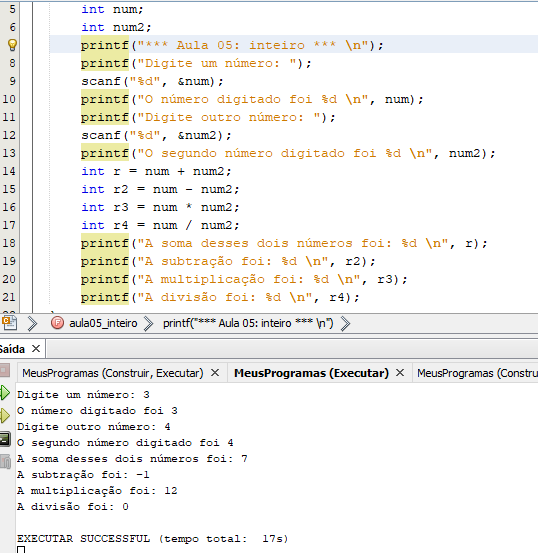 5 int num;
6 int num2;
printf("*** Aula 05: inteiro *** \n");
8 printf("Digite um número: ");
9 scanf("%d", &num);
10 printf("O número digitado foi %d \n", num);
11 printf("Digite outro número: ");
12 scanf("%d", &num2);
13 printf("O segundo número digitado foi %d \n", num2);
14 int r = num + num2;
15 int r2 = num - num2;
16 int r3 = num * num2;
17 int r4 = num / num2;
18 printf("A soma desses dois números foi: %d \n", r);
19 printf("A subtração foi: %d \n", r2);
20 printf("A multiplicação foi: %d \n", r3);
21 printf("A divisão foi: %d \n", r4);
aula05_inteiro printf("*** Aula 05: inteiro *** \n")
Saída
MeusProgramas (Construir, Executar) MeusProgramas (Executar) MeusProgramas (Constru
Digite um número: 3
O número digitado foi 3
Digite outro número: 4
O segundo número digitado foi 4
A soma desses dois números foi: 7
A subtração foi: -1
A multiplicação foi: 12
A divisão foi: 0
EXECUTAR SUCCESSFUL (tempo total: 17s)